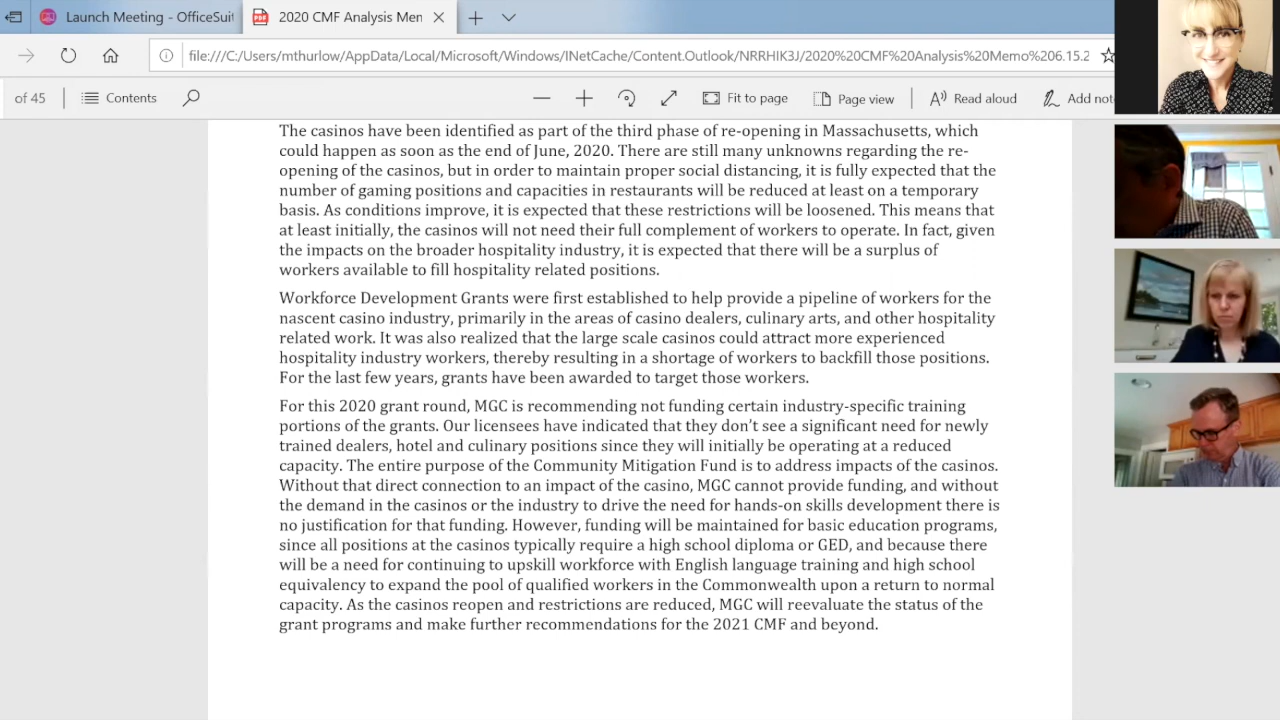 Launch Meeting - OfficeSuit
2020 CMF Analysis Mem
file:///C:/Users/mthurlow/AppData/Local/Microsoft/Windows/INetCache/Content.Outlook/NRRHIK3J/2020%20CMF%20Analysis%20Memo%206.15.2
of 45
Contents
Fit to page
Page view
Read aloud
Add not
The casinos have been identified as part of the third phase of re-opening in Massachusetts, which
could happen as soon as the end of June, 2020. There are still many unknowns regarding the re-
opening of the casinos, but in order to maintain proper social distancing, it is fully expected that the
number of gaming positions and capacities in restaurants will be reduced at least on a temporary
basis. As conditions improve, it is expected that these restrictions will be loosened. This means that
at least initially, the casinos will not need their full complement of workers to operate. In fact, given
the impacts on the broader hospitality industry, it is expected that there will be a surplus of
workers available to fill hospitality related positions.
Workforce Development Grants were first established to help provide a pipeline of workers for the
nascent casino industry, primarily in the areas of casino dealers, culinary arts, and other hospitality
related work. It was also realized that the large scale casinos could attract more experienced
hospitality industry workers, thereby resulting in a shortage of workers to backfill those positions.
For the last few years, grants have been awarded to target those workers.
For this 2020 grant round, MGC is recommending not funding certain industry-specific training
portions of the grants. Our licensees have indicated that they don't see a significant need for newly
trained dealers, hotel and culinary positions since they will initially be operating at a reduced
capacity. The entire purpose of the Community Mitigation Fund is to address impacts of the casinos.
Without that direct connection to an impact of the casino, MGC cannot provide funding, and without
the demand in the casinos or the industry to drive the need for hands-on skills development there is
no justification for that funding. However, funding will be maintained for basic education programs,
since all positions at the casinos typically require a high school diploma or GED, and because there
will be a need for continuing to upskill workforce with English language training and high school
equivalency to expand the pool of qualified workers in the Commonwealth upon a return to normal
capacity. As the casinos reopen and restrictions are reduced, MGC will reevaluate the status of the
grant programs and make further recommendations for the 2021 CMF and beyond.